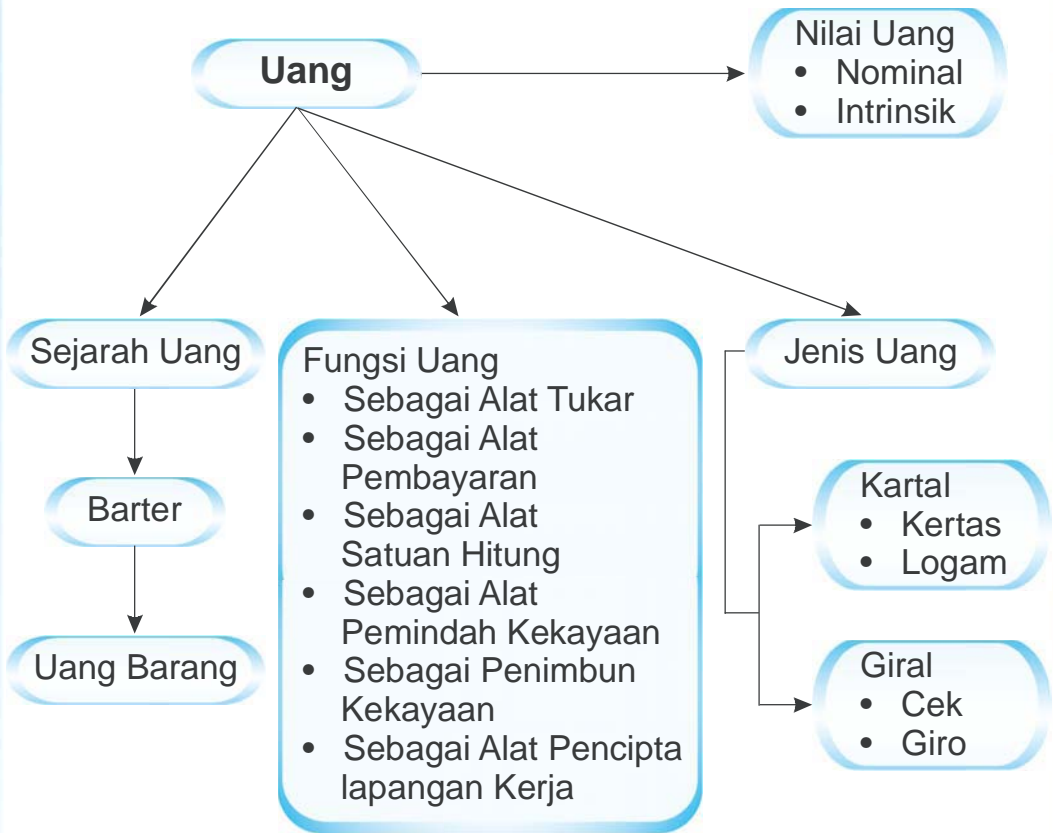 Uang
Nilai Uang
• Nominal
• Intrinsik
Sejarah Uang
Barter
Uang Barang
Fungsi Uang
• Sebagai Alat Tukar
• Sebagai Alat
Pembayaran
• Sebagai Alat
Satuan Hitung
• Sebagai Alat
Pemindah Kekayaan
• Sebagai Penimbun
Kekayaan
• Sebagai Alat Pencipta
lapangan Kerja
Jenis Uang
Kartal
• Kertas
• Logam
Giral
• Cek
• Giro